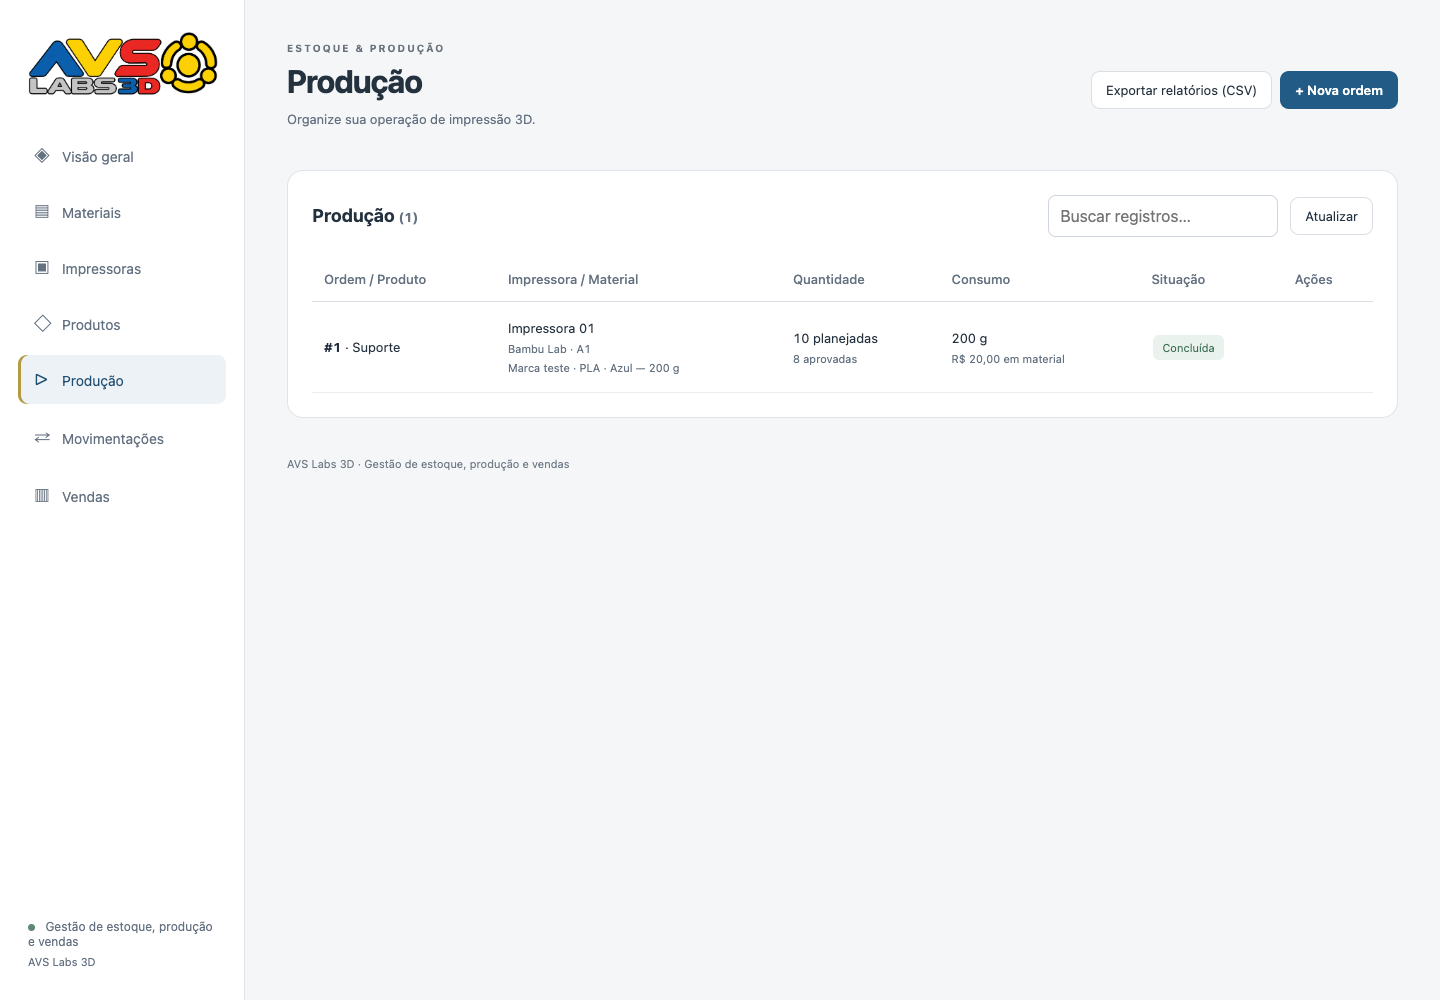 AVS
LABS3D
Visão geral
Materiais
Impressoras
Produtos
Produção
Movimentações
Vendas
Gestão de estoque, produção
e vendas
AVS Labs 3D
ESTOQUE & PRODUÇÃO
Produção
Organize sua operação de impressão 3D.
Exportar relatórios (CSV)
+ Nova ordem
Produção (1)
Buscar registros...
Atualizar
Ordem / Produto Impressora / Material Quantidade Consumo Situação Ações
#1 · Suporte
Impressora 01
Bambu Lab · A1
Marca teste · PLA · Azul — 200 g
10 planejadas
8 aprovadas
200 g
R$ 20,00 em material
Concluída
AVS Labs 3D · Gestão de estoque, produção e vendas